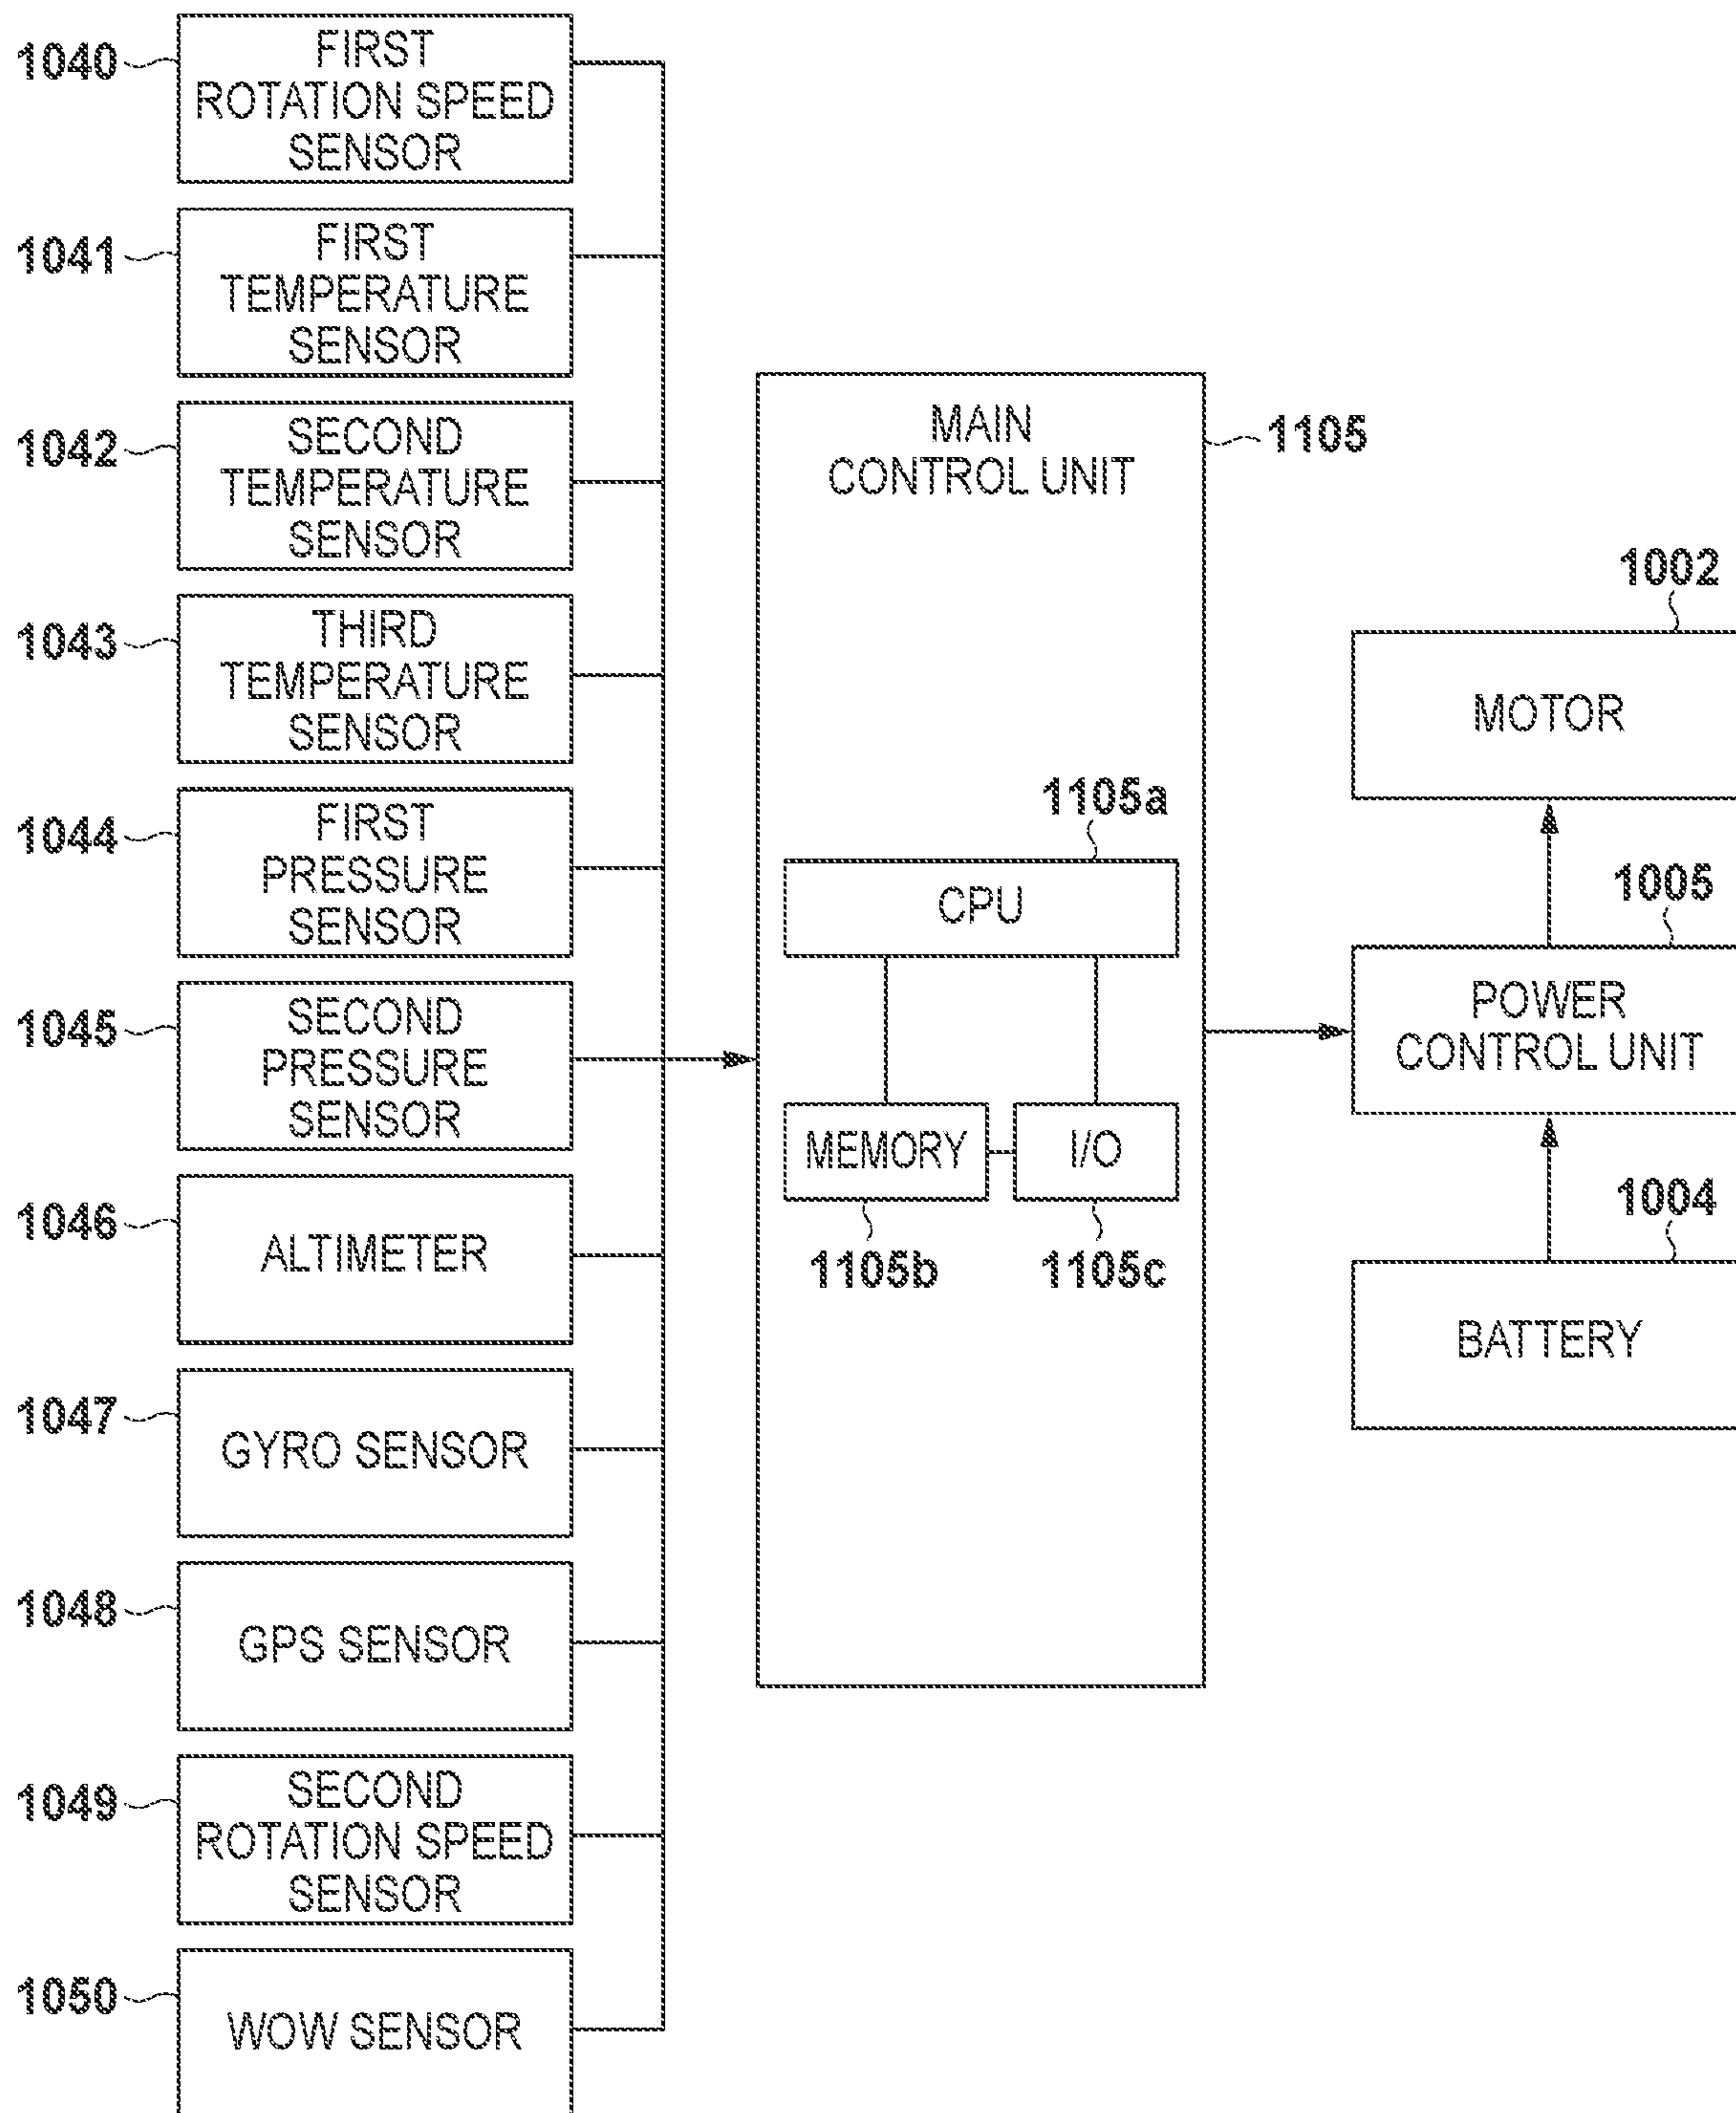 1040
FIRST
ROTATION SPEED
SENSOR
1041
FIRST
TEMPERATURE
SENSOR
1042
SECOND
TEMPERATURE
SENSOR
1043
THIRD
TEMPERATURE
SENSOR
1044
FIRST
PRESSURE
SENSOR
1045
SECOND
PRESSURE
SENSOR
1046
ALTIMETER
1047
GYRO SENSOR
1048
GPS SENSOR
1049
SECOND
ROTATION SPEED
SENSOR
1050
WOW SENSOR
MAIN
CONTROL UNIT
1105
1105a
CPU
MEMORY
I/O
1105b
1105c
1002
MOTOR
1005
POWER
CONTROL UNIT
1004
BATTERY